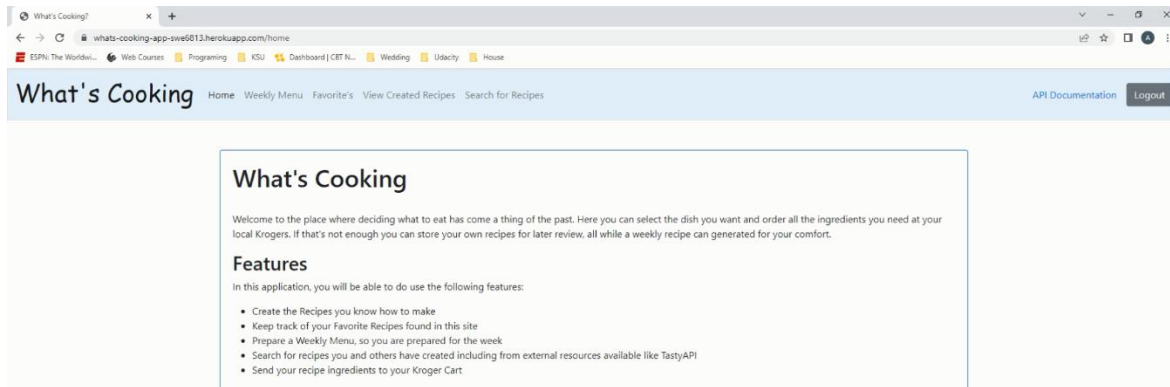 What's Cooking?
whats-cooking-app-swe6813.herokuapp.com/home
ESPN: The Worldwi... Web Courses Programing KSU Dashboard | CBT N... Wedding Udacity House
What's Cooking Home Weekly Menu Favorite's View Created Recipes Search for Recipes API Documentation Logout
What's Cooking
Welcome to the place where deciding what to eat has come a thing of the past. Here you can select the dish you want and order all the ingredients you need at your
local Krogers. If that's not enough you can store your own recipes for later review, all while a weekly recipe can generated for your comfort.
Features
In this application, you will be able to do use the following features:
• Create the Recipes you know how to make
• Keep track of your Favorite Recipes found in this site
• Prepare a Weekly Menu, so you are prepared for the week
• Search for recipes you and others have created including from external resources available like TastyAPI
• Send your recipe ingredients to your Kroger Cart